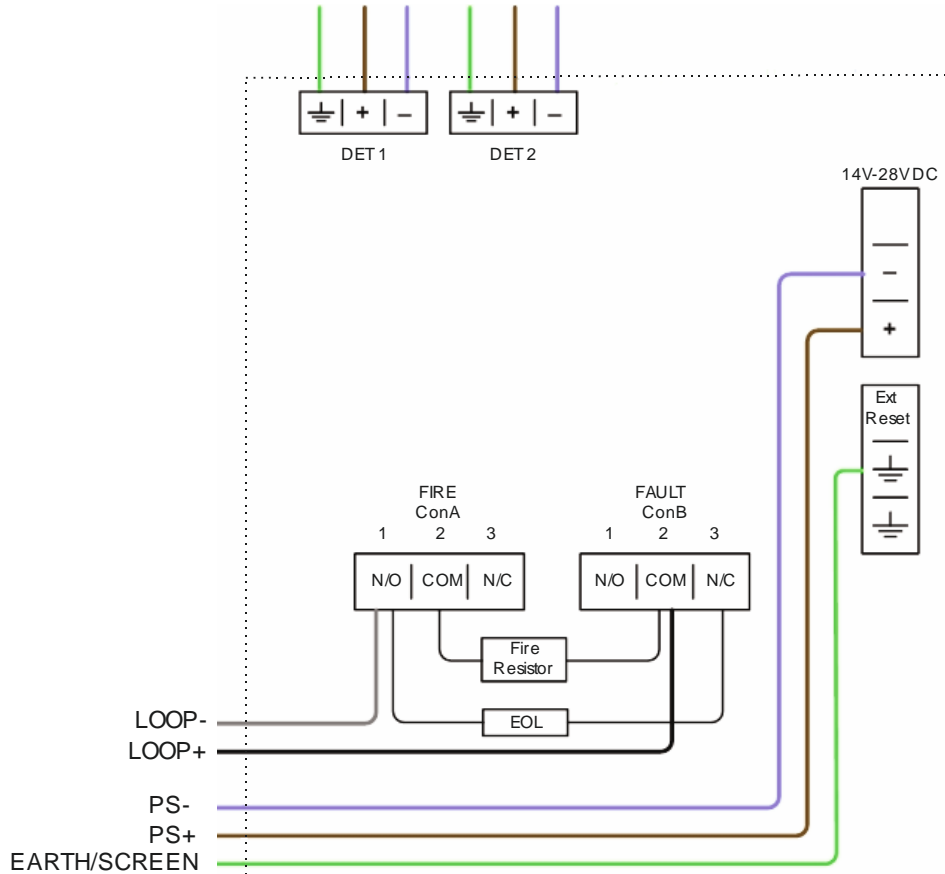 + –
+ –
DET 1
DET 2
14V-28VDC
–
+
Ext
Reset
FIRE
ConA
1 2 3
FAULT
ConB
1 2 3
N/O COM N/C
N/O COM N/C
Fire
Resistor
EOL
LOOP-
LOOP+
PS-
PS+
EARTH/SCREEN